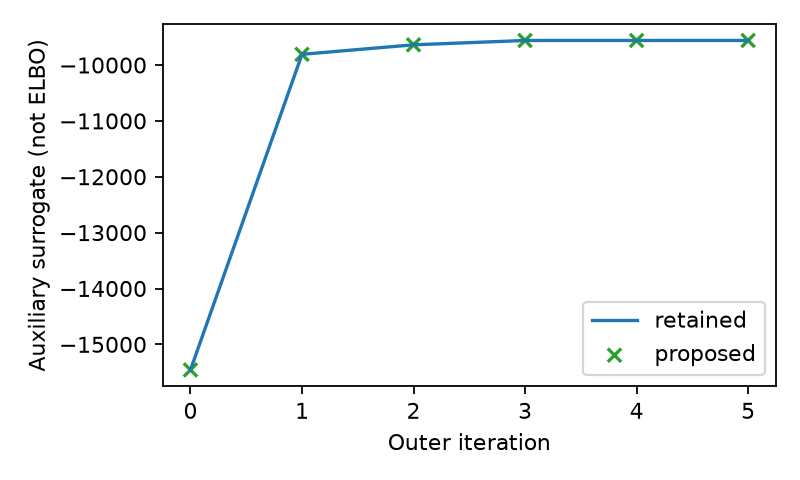 Auxiliary surrogate (not ELBO)
−10000
−11000
−12000
−13000
−14000
−15000
retained
proposed
0 1 2 3 4 5
Outer iteration